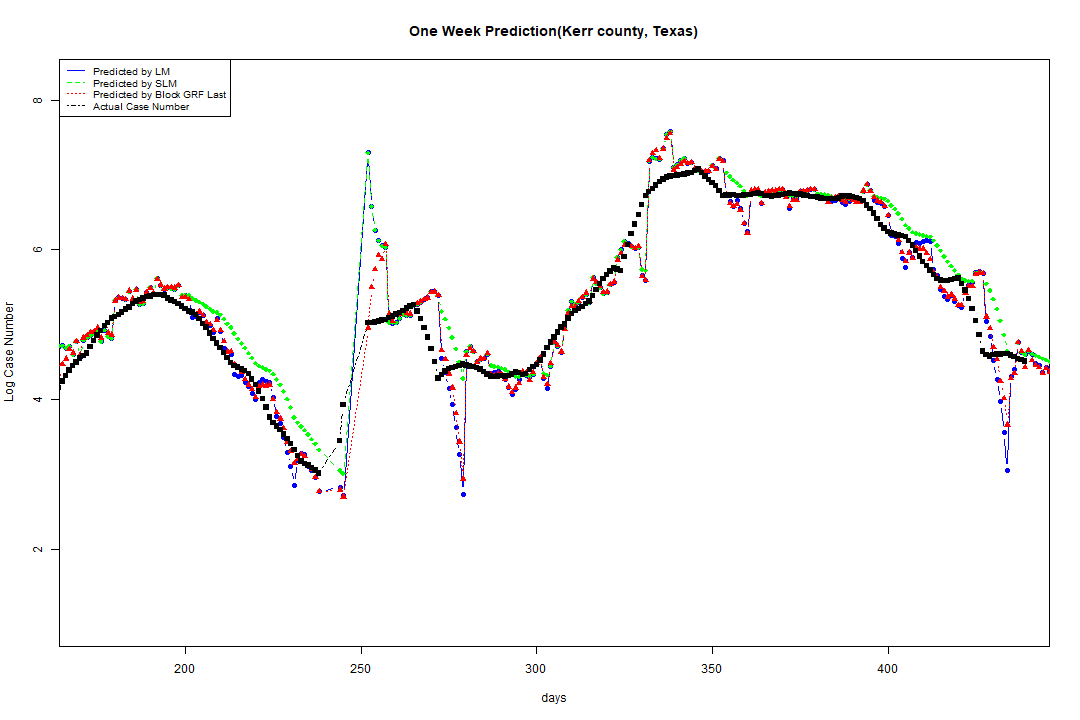 One Week Prediction(Kerr county, Texas)
Predicted by LM
Predicted by SLM
Predicted by Block GRF Last
Actual Case Number
8
6
4
2
Log Case Number
200
250
300
350
400
days